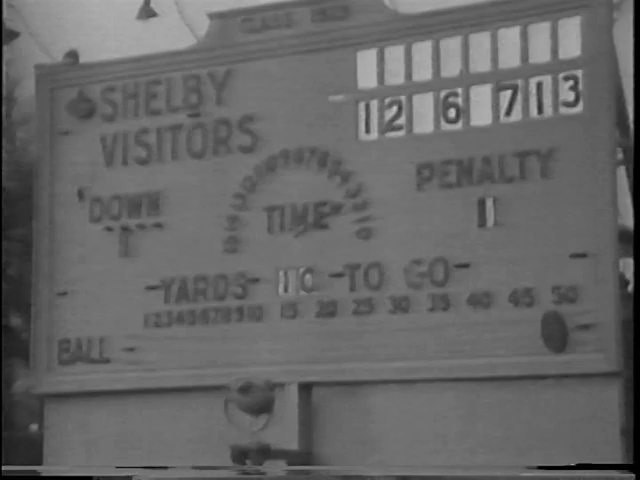 SHELBY
VISITORS 12 6 7 13
DOWN 1
TIME
PENALTY
YARDS 10 TO GO
1 2 3 4 5 6 7 8 9 10 15 20 25 30 35 40 45 50
BALL